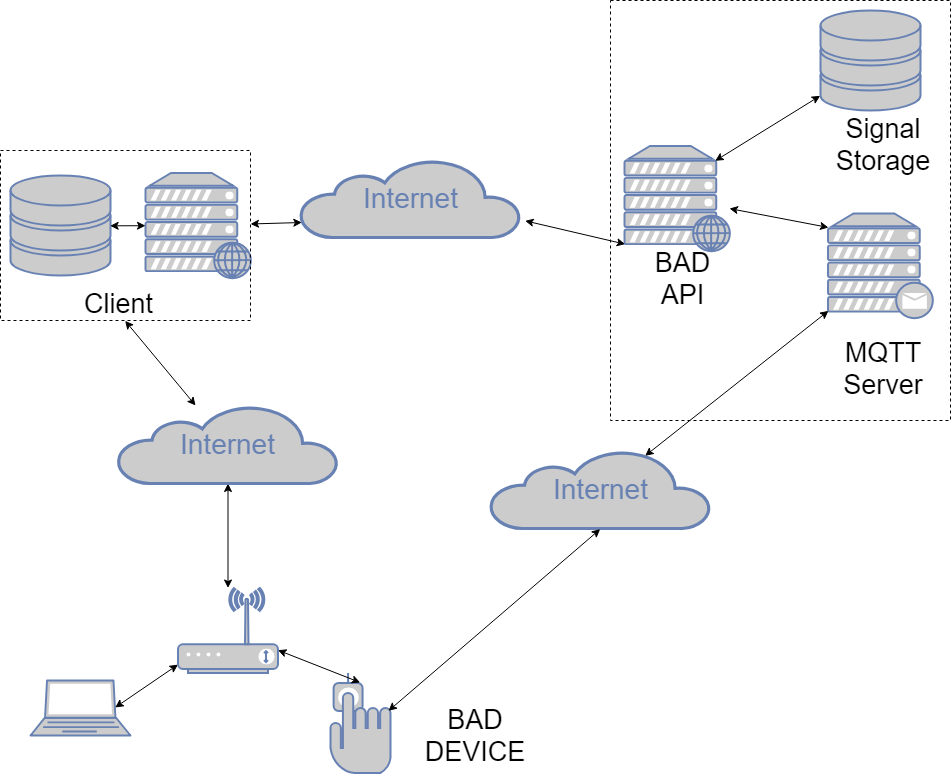 Signal
Storage
Internet
BAD
API
Client
MQTT
Server
Internet
Internet
BAD
DEVICE